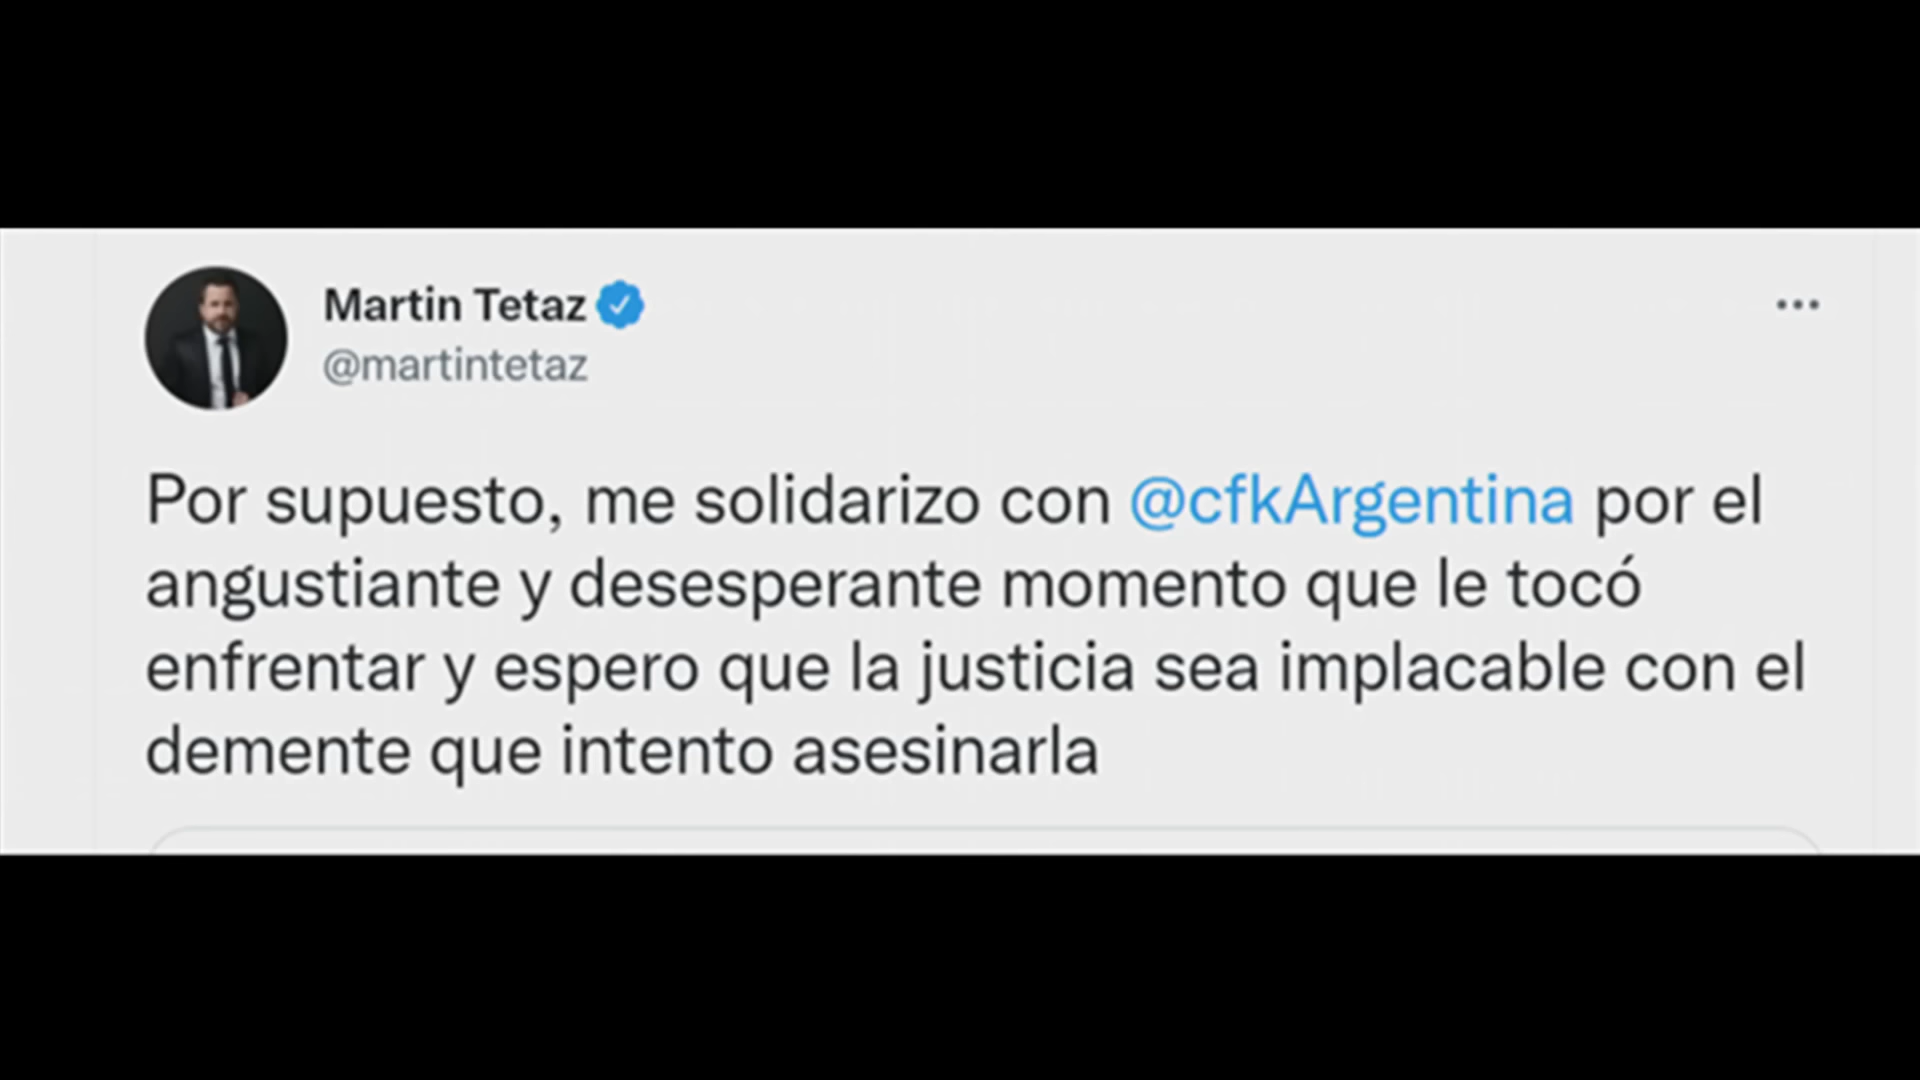 Martin Tetaz
@martintetaz
Por supuesto, me solidarizo con @cfkArgentina por el
angustiante y desesperante momento que le tocó
enfrentar y espero que la justicia sea implacable con el
demente que intento asesinarla